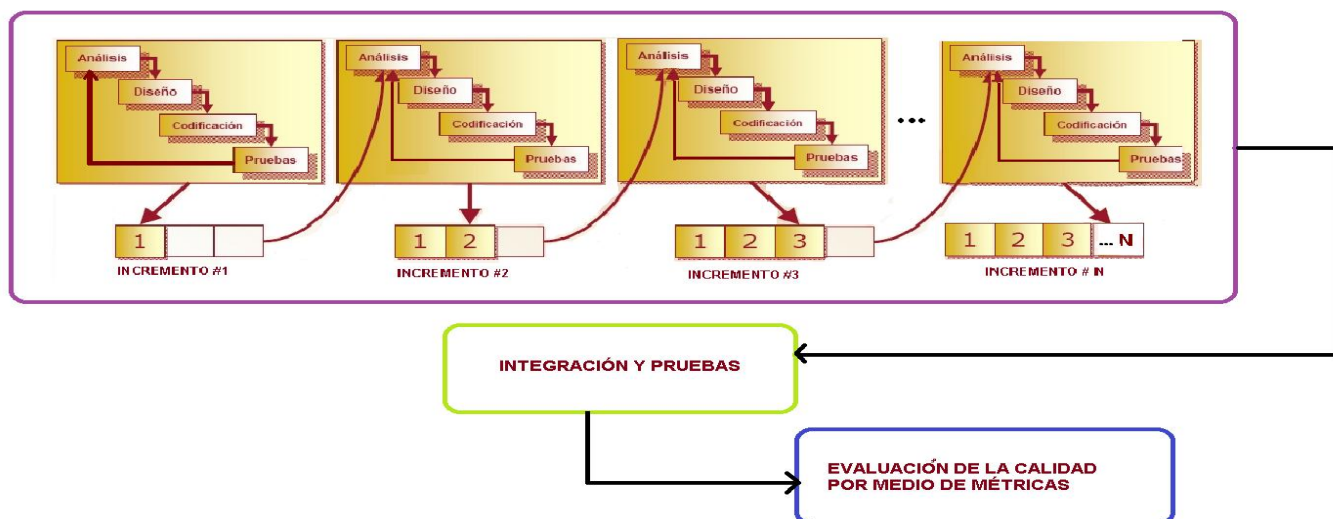 Análisis
Diseño
Codificación
Pruebas
1
INCREMENTO #1
Análisis
Diseño
Codificación
Pruebas
1 2
INCREMENTO #2
Análisis
Diseño
Codificación
Pruebas
1 2 3
INCREMENTO #3
...
Análisis
Diseño
Codificación
Pruebas
1 2 3 ... N
INCREMENTO # IN
INTEGRACIÓN Y PRUEBAS
EVALUACIÓN DE LA CALIDAD
POR MEDIO DE MÉTRICAS